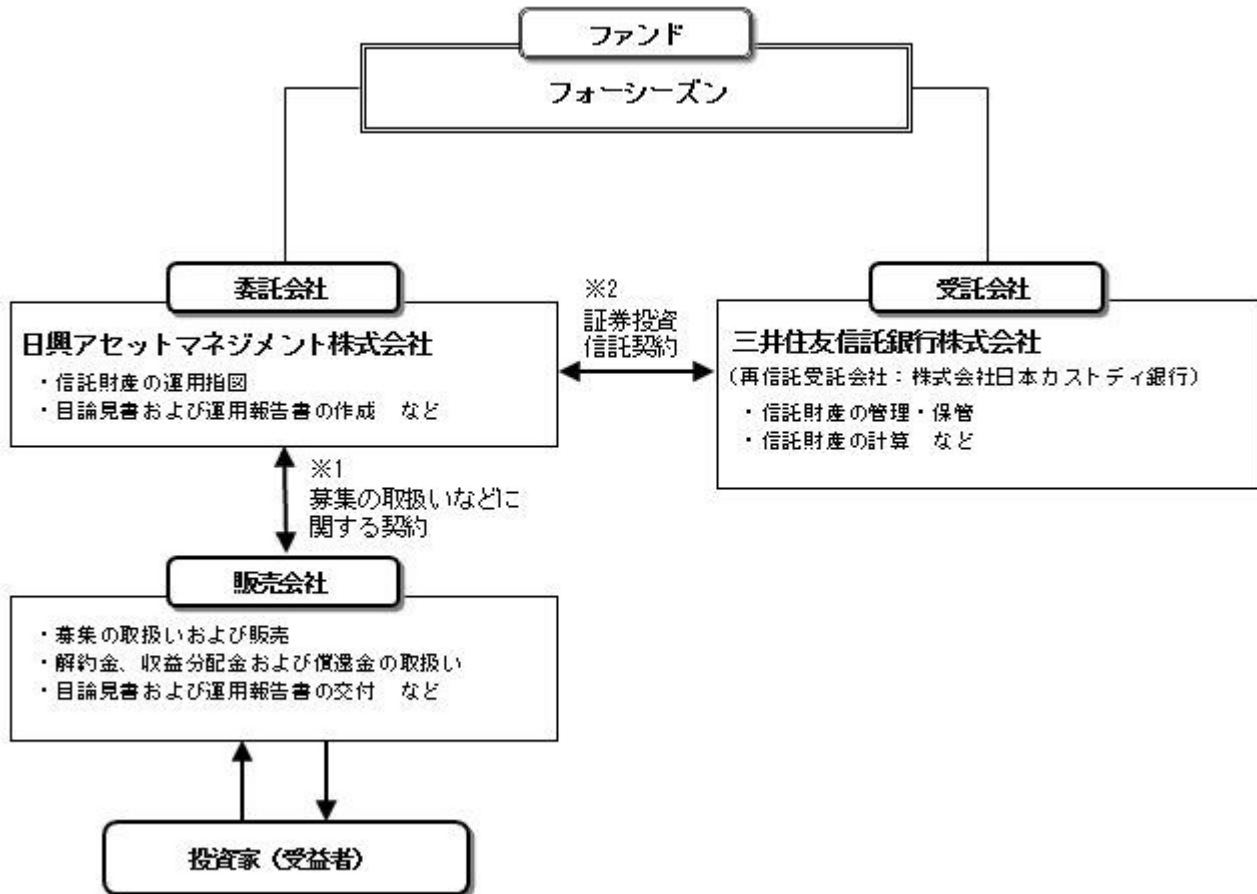 ファンド
フォーシーズン
委託会社
日興アセットマネジメント株式会社
・信託財産の運用指図
・目論見書および運用報告書の作成　など
※2
証券投資
信託契約
受託会社
三井住友信託銀行株式会社
(再信託受託会社：株式会社日本カストディ銀行)
・信託財産の管理・保管
・信託財産の計算　など
※1
募集の取扱いなどに
関する契約
販売会社
・募集の取扱いおよび販売
・解約金、収益分配金および償還金の取扱い
・目論見書および運用報告書の交付　など
投資家（受益者）